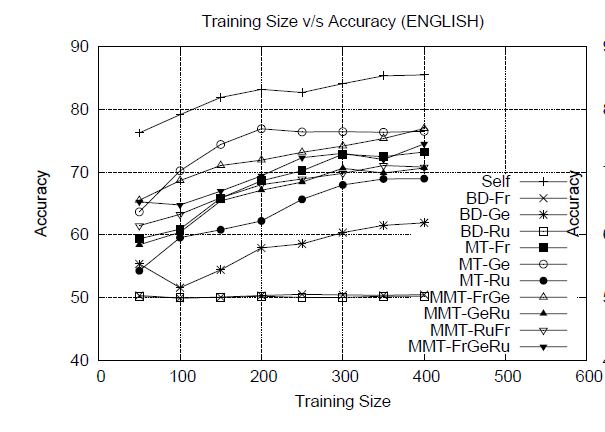 Training Size v/s Accuracy (ENGLISH)
90
80
70
60
50
40
0
100
200
300
400
500
600
Accuracy
Training Size
Self
BD-Fr
BD-Ge
BD-Ru
MT-Fr
MT-Ge
MT-Ru
MMT-FrGe
MMT-GeRu
MMT-RuFr
MMT-FrGeRu
Accuracy